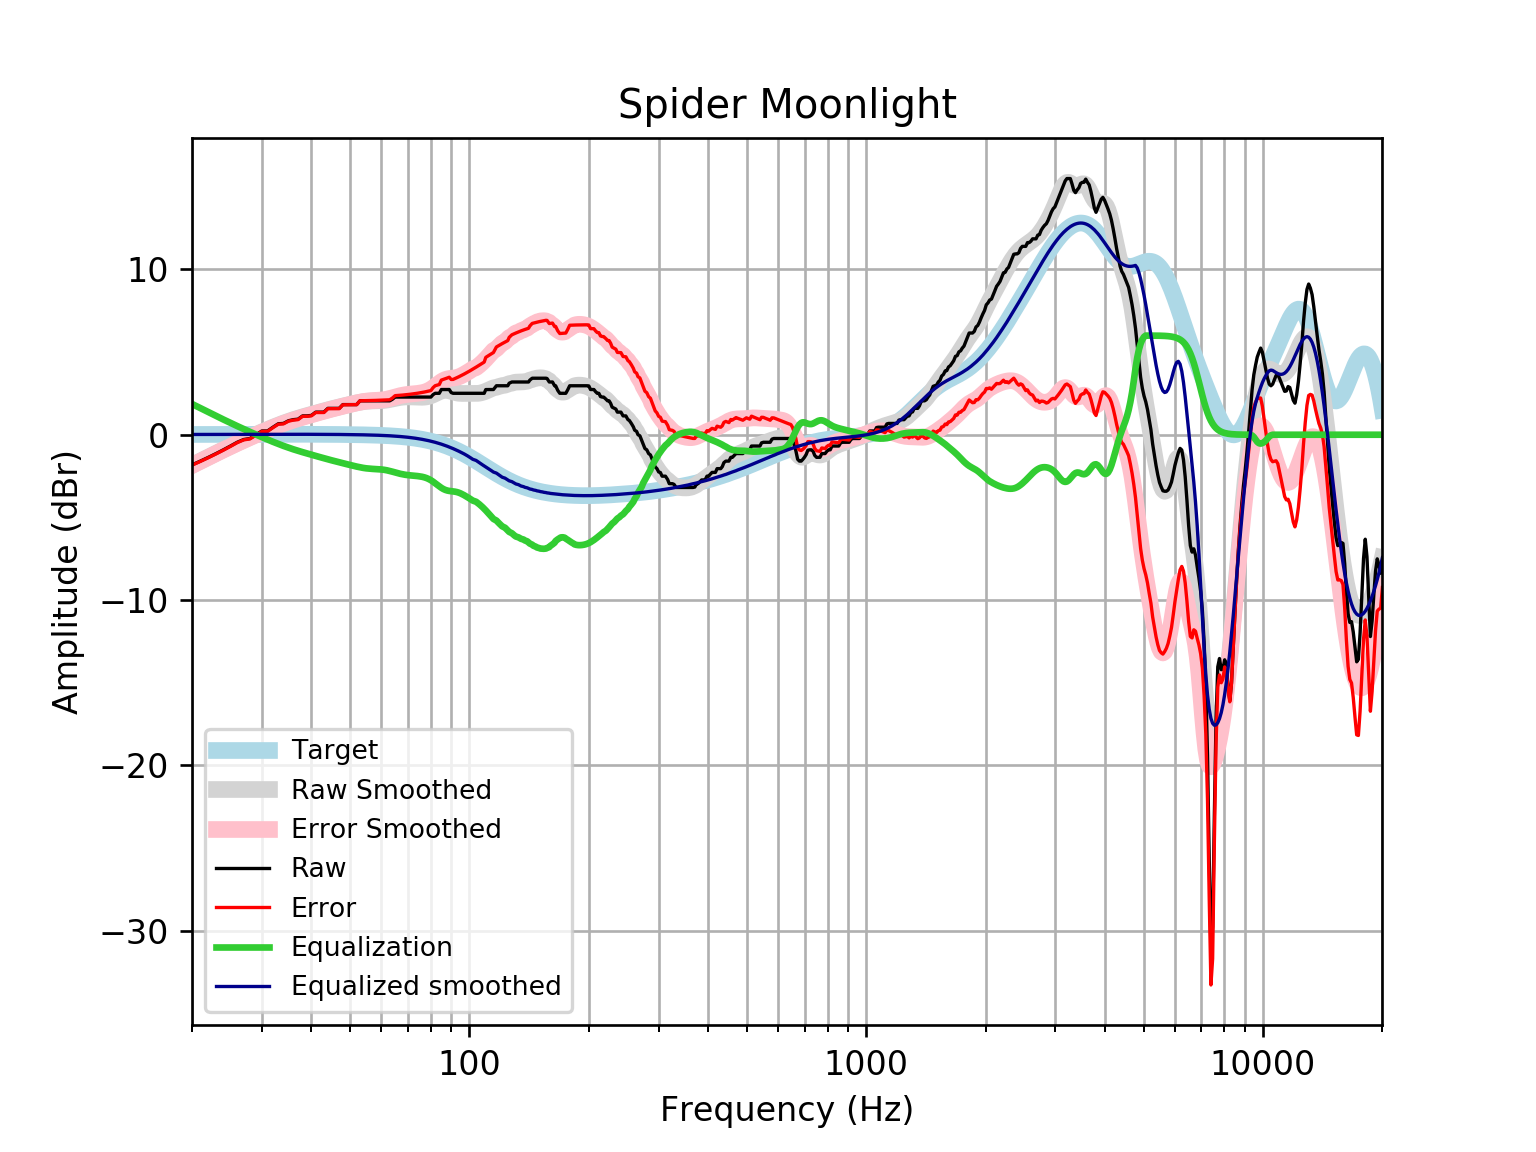 Spider Moonlight
Amplitude (dBr)
10
0
−10
−20
−30
Target
Raw Smoothed
Error Smoothed
Raw
Error
Equalization
Equalized smoothed
100
1000
10000
Frequency (Hz)